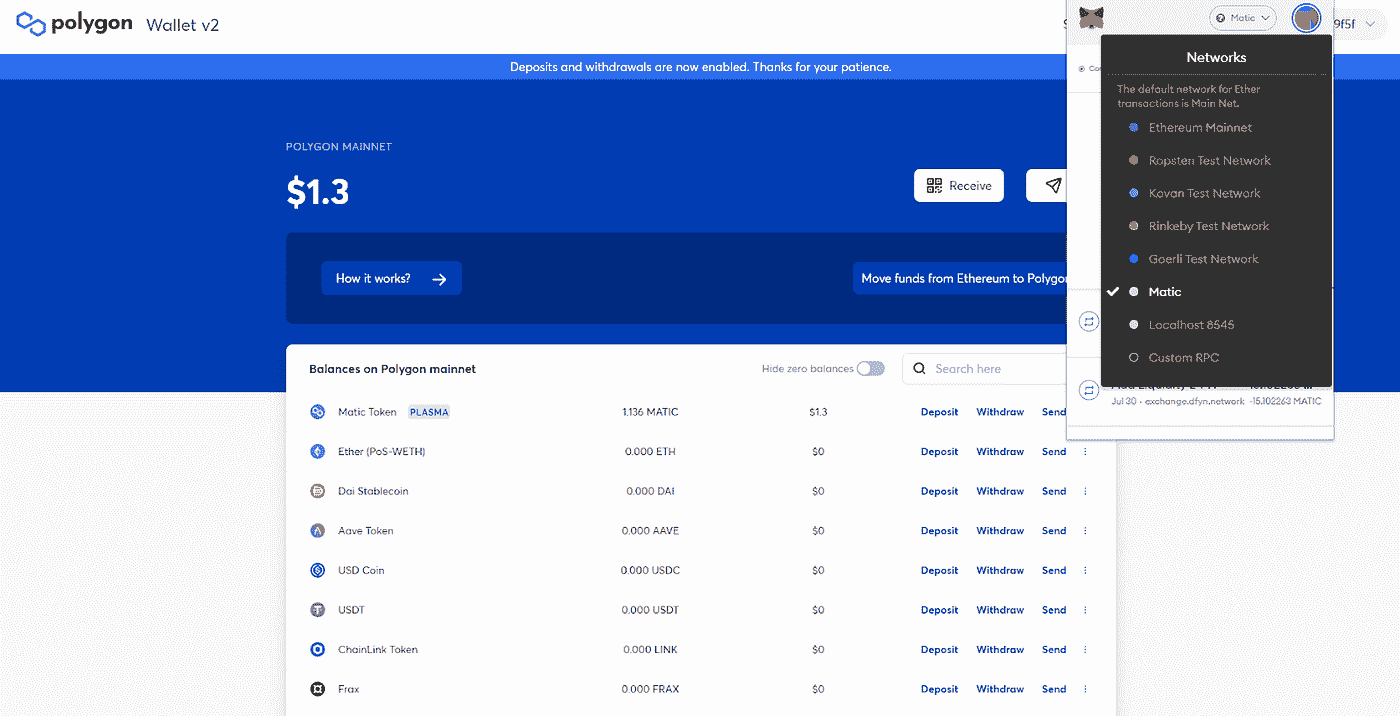 polygon Wallet v2
Matic
9f5f
Deposits and withdrawals are now enabled. Thanks for your patience.
Networks
The default network for Ether
transactions is Main Net.
Ethereum Mainnet
Ropsten Test Network
Kovan Test Network
Rinkeby Test Network
Goerli Test Network
Matic
Localhost 8545
Custom RPC
Jul 30 · exchange.dfyn.network -15.102263 MATIC
POLYGON MAINNET
$1.3
Receive
How it works?
Move funds from Ethereum to Polygon
Balances on Polygon mainnet
Hide zero balances
Search here
Matic Token PLASMA 1.136 MATIC $1.3 Deposit Withdraw Send
Ether (PoS-WETH) 0.000 ETH $0 Deposit Withdraw Send
Dai Stablecoin 0.000 DAI $0 Deposit Withdraw Send
Aave Token 0.000 AAVE $0 Deposit Withdraw Send
USD Coin 0.000 USDC $0 Deposit Withdraw Send
USDT 0.000 USDT $0 Deposit Withdraw Send
ChainLink Token 0.000 LINK $0 Deposit Withdraw Send
Frax 0.000 FRAX $0 Deposit Withdraw Send